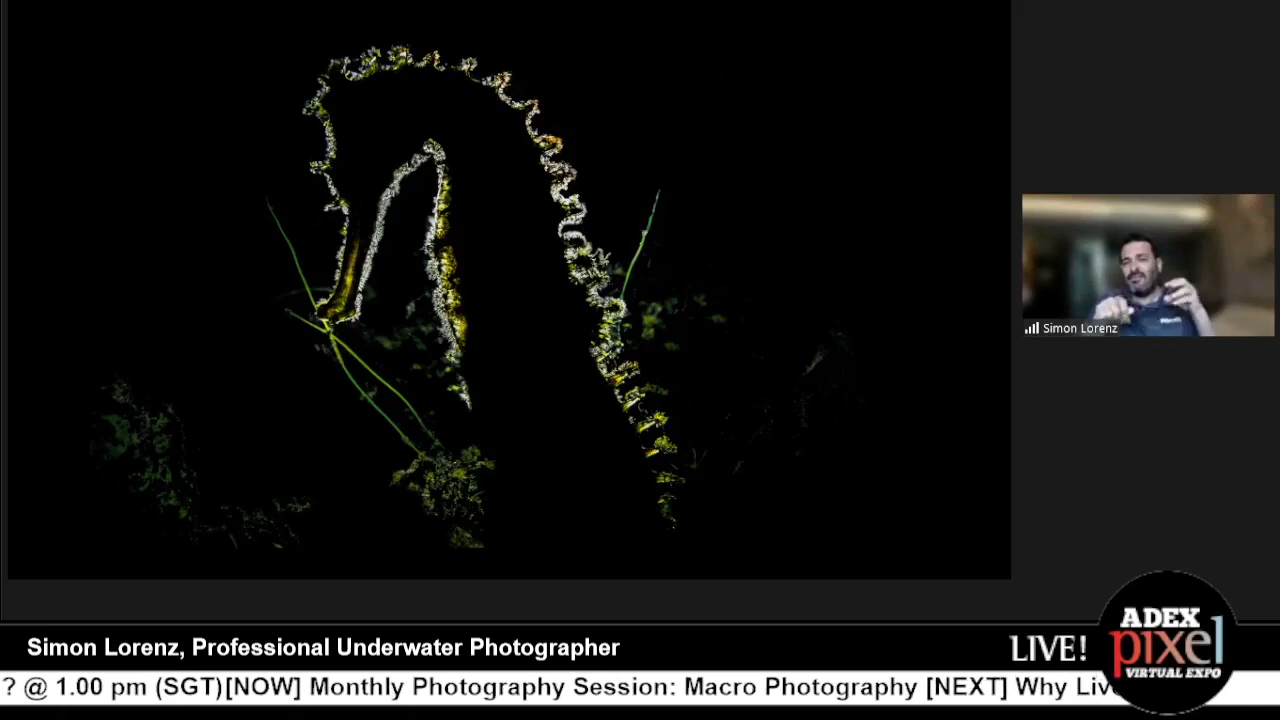 Simon Lorenz
Simon Lorenz, Professional Underwater Photographer
LIVE!
ADEX
pixel
VIRTUAL EXPO
? @ 1.00 pm (SGT)[NOW] Monthly Photography Session: Macro Photography [NEXT] Why Liv